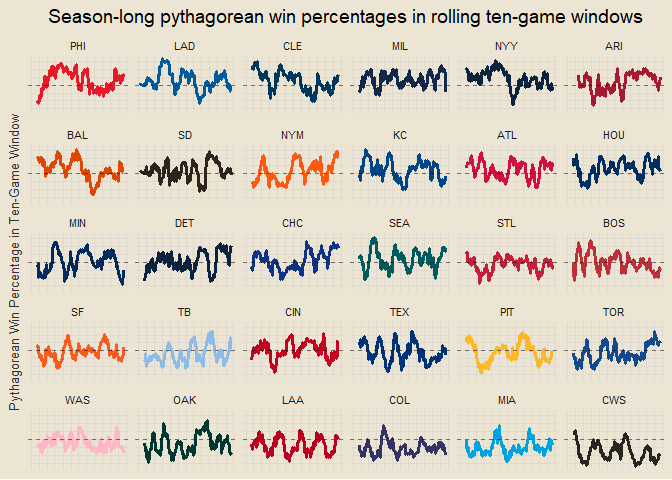 Season-long pythagorean win percentages in rolling ten-game windows
Pythagorean Win Percentage in Ten-Game Window
PHI LAD CLE MIL NYY ARI
BAL SD NYM KC ATL HOU
MIN DET CHC SEA STL BOS
SF TB CIN TEX PIT TOR
WAS OAK LAA COL MIA CWS